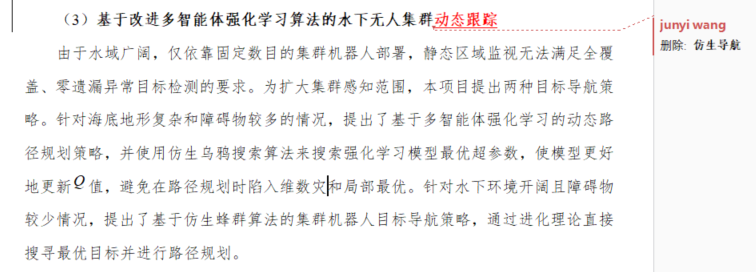 （3）基于改进多智能体强化学习算法的水下无人集群动态跟踪
junyi wang
删除: 仿生导航
由于水域广阔，仅依靠固定数目的集群机器人部署，静态区域监视无法满足全覆
盖、零遗漏异常目标检测的要求。为扩大集群感知范围，本项目提出两种目标导航策
略。针对海底地形复杂和障碍物较多的情况，提出了基于多智能体强化学习的动态路
径规划策略，并使用仿生乌鸦搜索算法来搜索强化学习模型最优超参数，使模型更好
地更新Q值，避免在路径规划时陷入维数灾和局部最优。针对水下环境开阔且障碍物
较少情况，提出了基于仿生蜂群算法的集群机器人目标导航策略，通过进化理论直接
搜寻最优目标并进行路径规划。